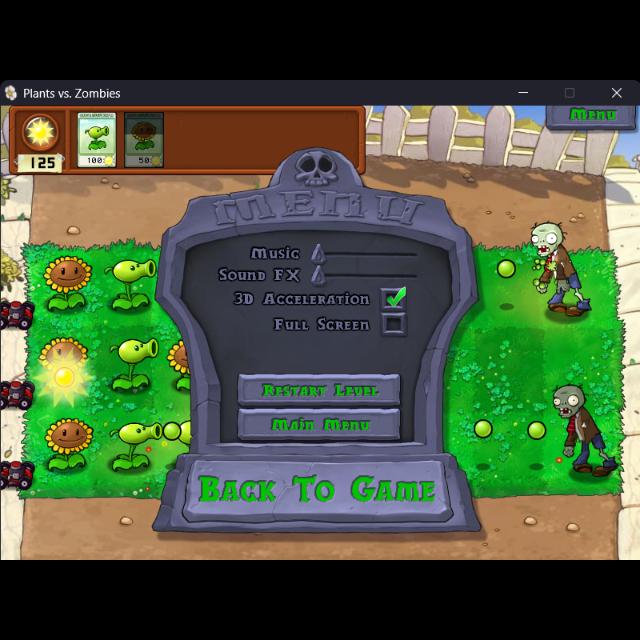 Plants vs. Zombies
MENU
125
100
50
MENU
Music
Sound FX
3D Acceleration
Full Screen
Restart Level
Main Menu
Back To Game